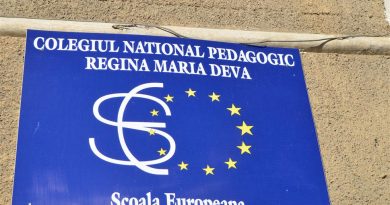 COLEGIUL NATIONAL PEDAGOGIC
REGINA MARIA DEVA
Scoala Europeana